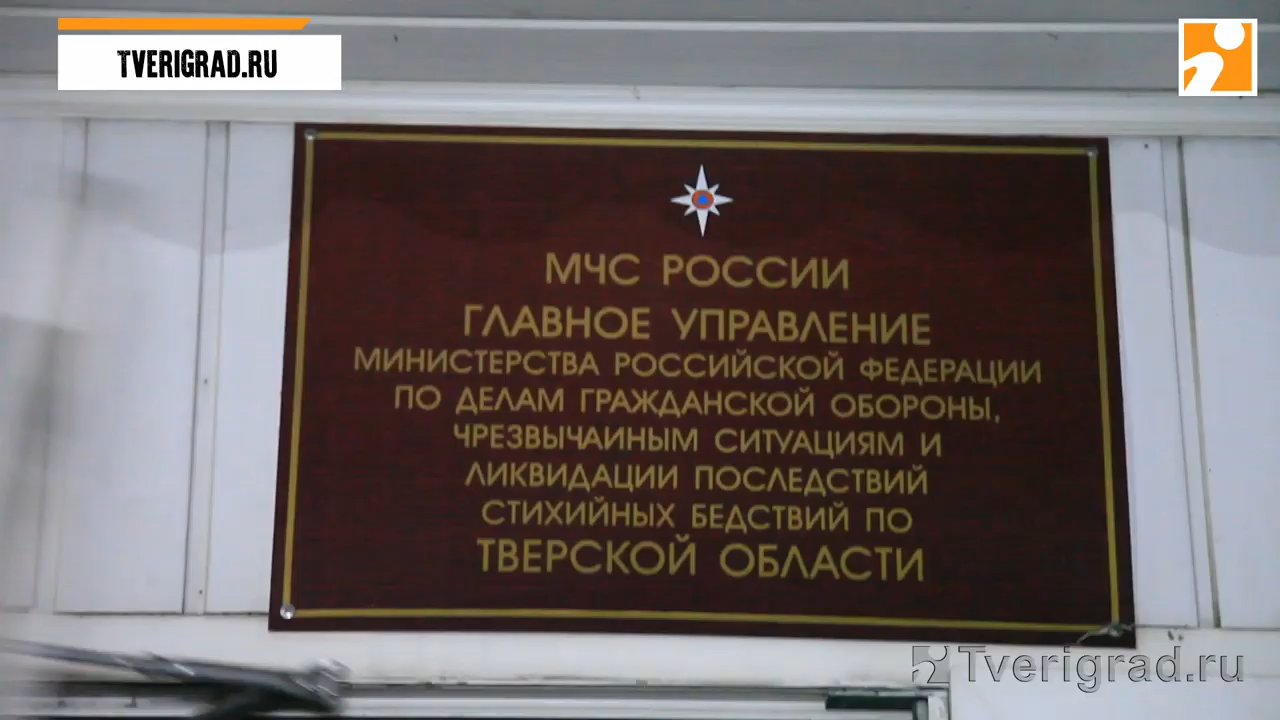 TVERIGRAD.RU
МЧС РОССИИ
ГЛАВНОЕ УПРАВЛЕНИЕ
МИНИСТЕРСТВА РОССИЙСКОЙ ФЕДЕРАЦИИ
ПО ДЕЛАМ ГРАЖДАНСКОЙ ОБОРОНЫ,
ЧРЕЗВЫЧАИНЫМ СИТУАЦИЯМ И
ЛИКВИДАЦИИ ПОСЛЕДСТВИЙ
СТИХИЙНЫХ БЕДСТВИЙ ПО
ТВЕРСКОЙ ОБЛАСТИ
Tverigrad.ru